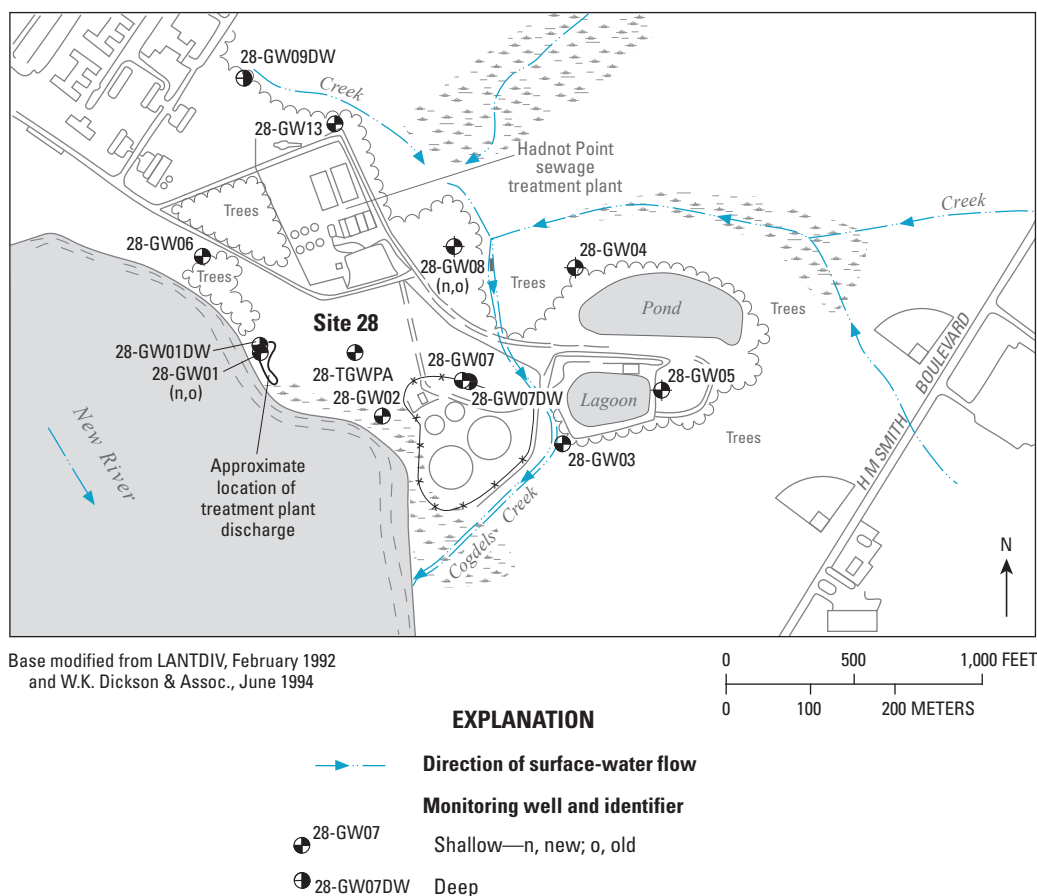 28-GW09DW
Creek
28-GW13
Hadnot Point
sewage
treatment plant
Trees
Creek
28-GW06
Trees
28-GW08
(n,o)
28-GW04
Trees
Pond
Trees
Site 28
28-GW01DW
28-GW01
(n,o)
28-TGWPA
28-GW07
28-GW07DW
28-GW02
Lagoon
28-GW05
Trees
28-GW03
H M SMITH
BOULEVARD
New River
Approximate
location of
treatment plant
discharge
Cogdels Creek
N
Base modified from LANTDIV, February 1992
and W.K. Dickson & Assoc., June 1994
0 500 1,000 FEET
0 100 200 METERS
EXPLANATION
Direction of surface-water flow
Monitoring well and identifier
28-GW07 Shallow—n, new; o, old
28-GW07DW Deep